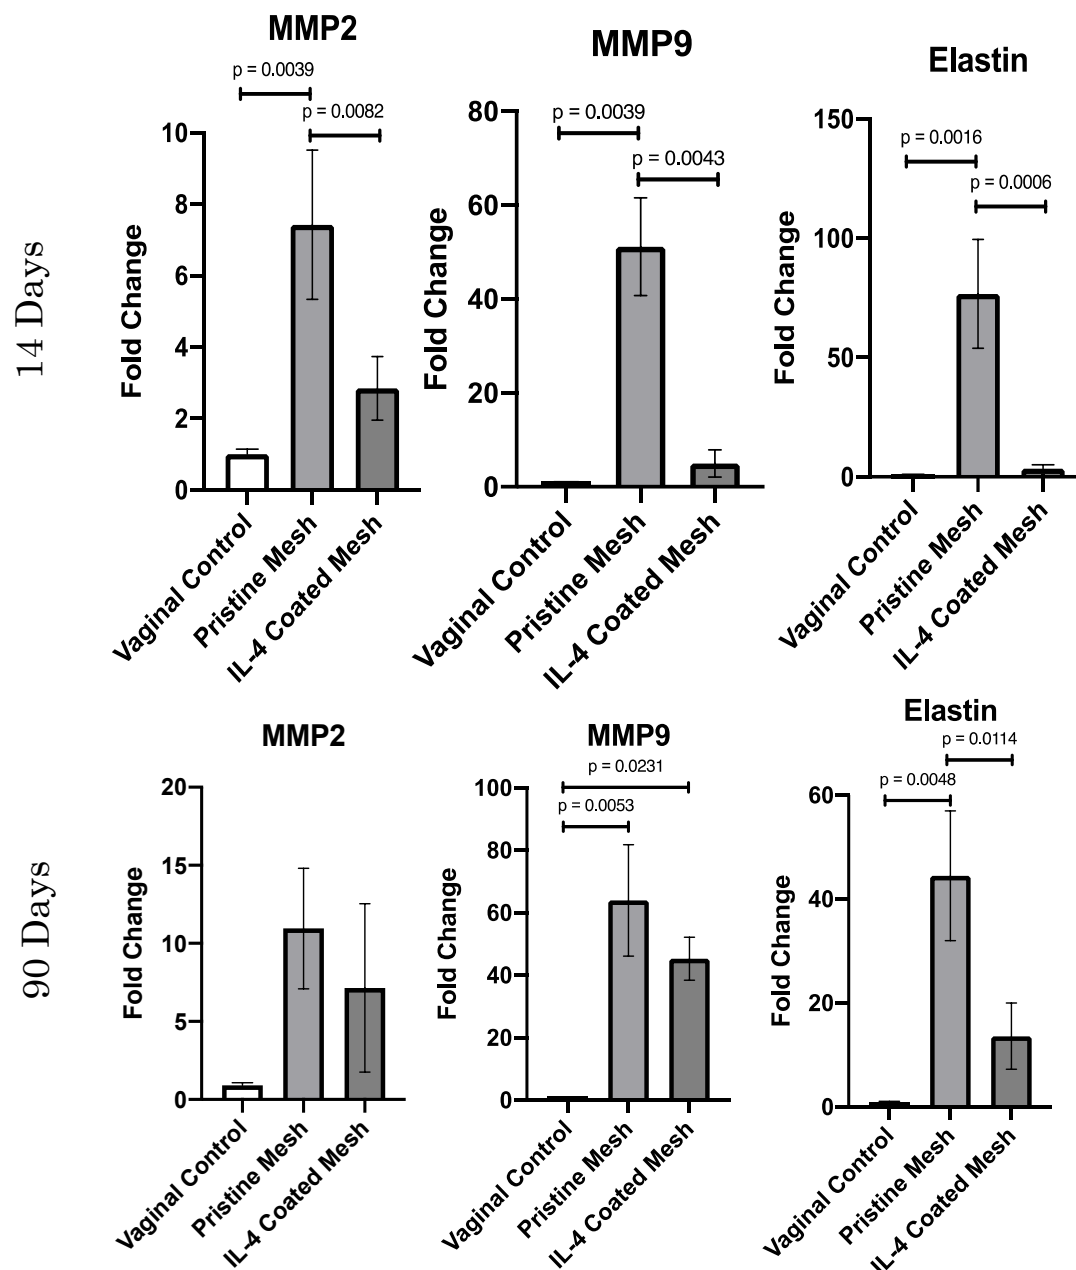 14 Days
MMP2
p = 0.0039
p = 0.0082
Fold Change
10
8
6
4
2
0
Vaginal Control
Pristine Mesh
IL-4 Coated Mesh
MMP9
p = 0.0039
p = 0.0043
Fold Change
80
60
40
20
0
Vaginal Control
Pristine Mesh
IL-4 Coated Mesh
Elastin
p = 0.0016
p = 0.0006
Fold Change
150
100
50
0
Vaginal Control
Pristine Mesh
IL-4 Coated Mesh
90 Days
MMP2
Fold Change
20
15
10
5
0
Vaginal Control
Pristine Mesh
IL-4 Coated Mesh
MMP9
p = 0.0231
p = 0.0053
Fold Change
100
80
60
40
20
0
Vaginal Control
Pristine Mesh
IL-4 Coated Mesh
Elastin
p = 0.0114
p = 0.0048
Fold Change
60
40
20
0
Vaginal Control
Pristine Mesh
IL-4 Coated Mesh